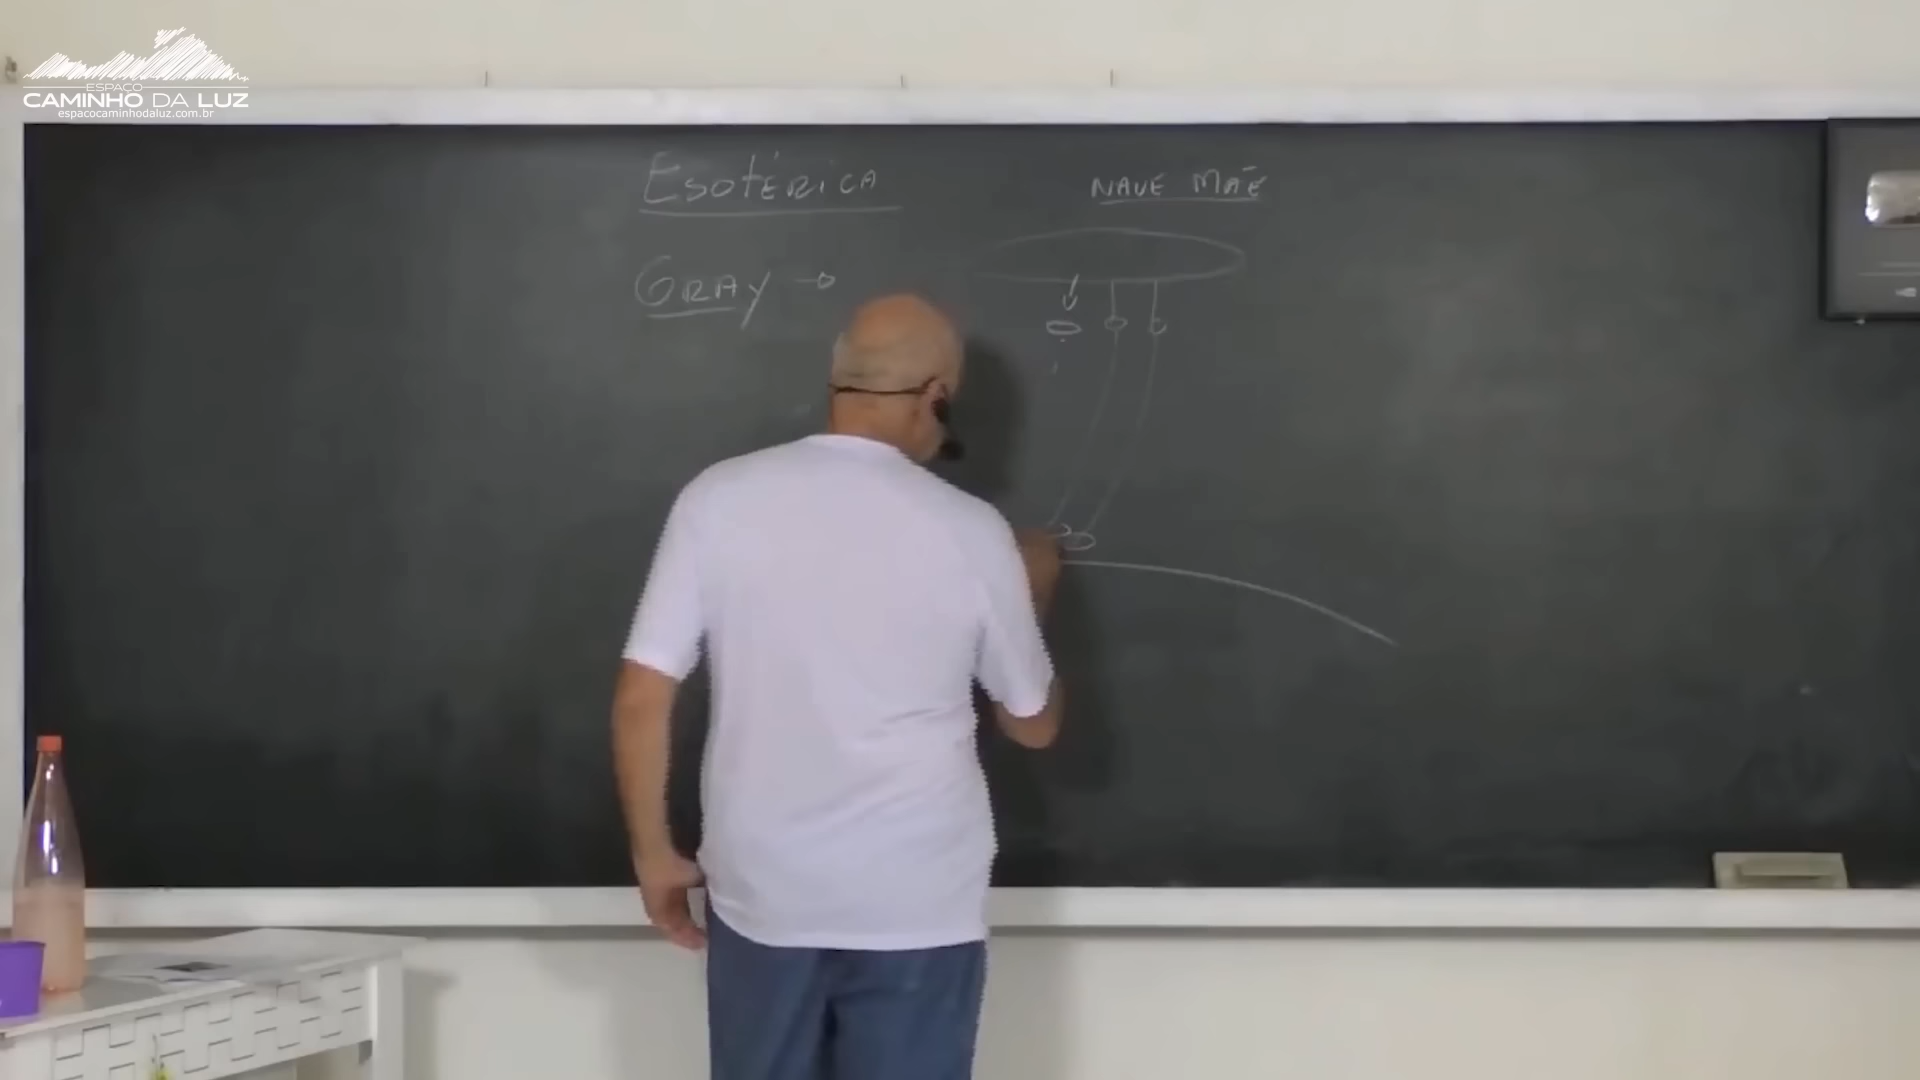 ESPAÇO
CAMINHO DA LUZ
espacocaminhodaluz.com.br
ESOTÉRICA
NAVE MÃE
GRAY →